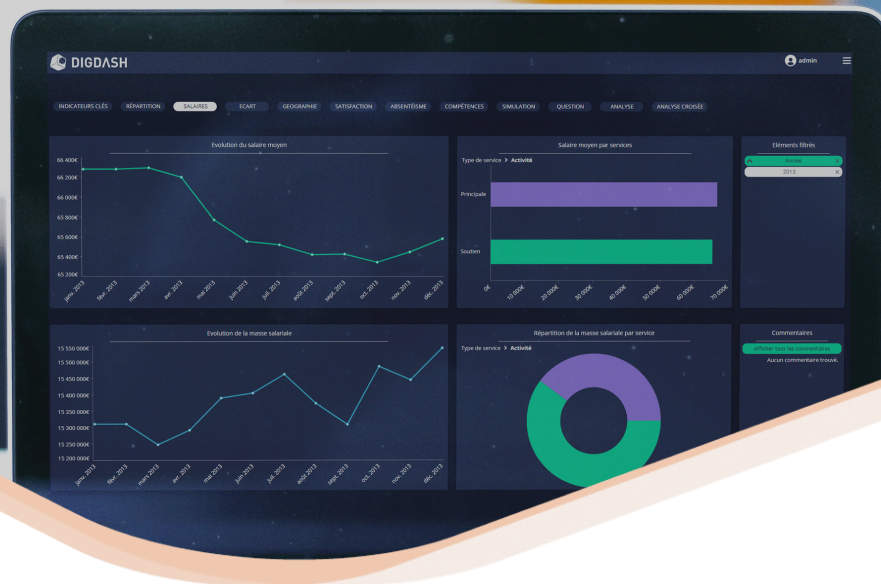 DIGDASH
admin
INDICATEURS CLÉS RÉPARTITION SALAIRES ECART GEOGRAPHIE SATISFACTION ABSENTÉISME COMPÉTENCES SIMULATION QUESTION ANALYSE ANALYSE CROISÉE
Evolution du salaire moyen
66 400€
66 200€
66 000€
65 800€
65 600€
65 400€
65 200€
janv. 2013 févr. 2013 mars 2013 avr. 2013 mai 2013 juin 2013 juil. 2013 août 2013 sept. 2013 oct. 2013 nov. 2013 déc. 2013
Salaire moyen par services
Type de service > Activité
Principale
Soutien
0€ 10 000€ 20 000€ 30 000€ 40 000€ 50 000€ 60 000€ 70 000€
Eléments filtrés
Année
2013
Evolution de la masse salariale
15 550 000€
15 500 000€
15 450 000€
15 400 000€
15 350 000€
15 300 000€
15 250 000€
15 200 000€
janv. 2013 févr. 2013 mars 2013 avr. 2013 mai 2013 juin 2013 juil. 2013 août 2013 sept. 2013 oct. 2013 nov. 2013 déc. 2013
Répartition de la masse salariale par service
Type de service > Activité
Commentaires
Afficher tous les commentaires
Aucun commentaire trouvé.